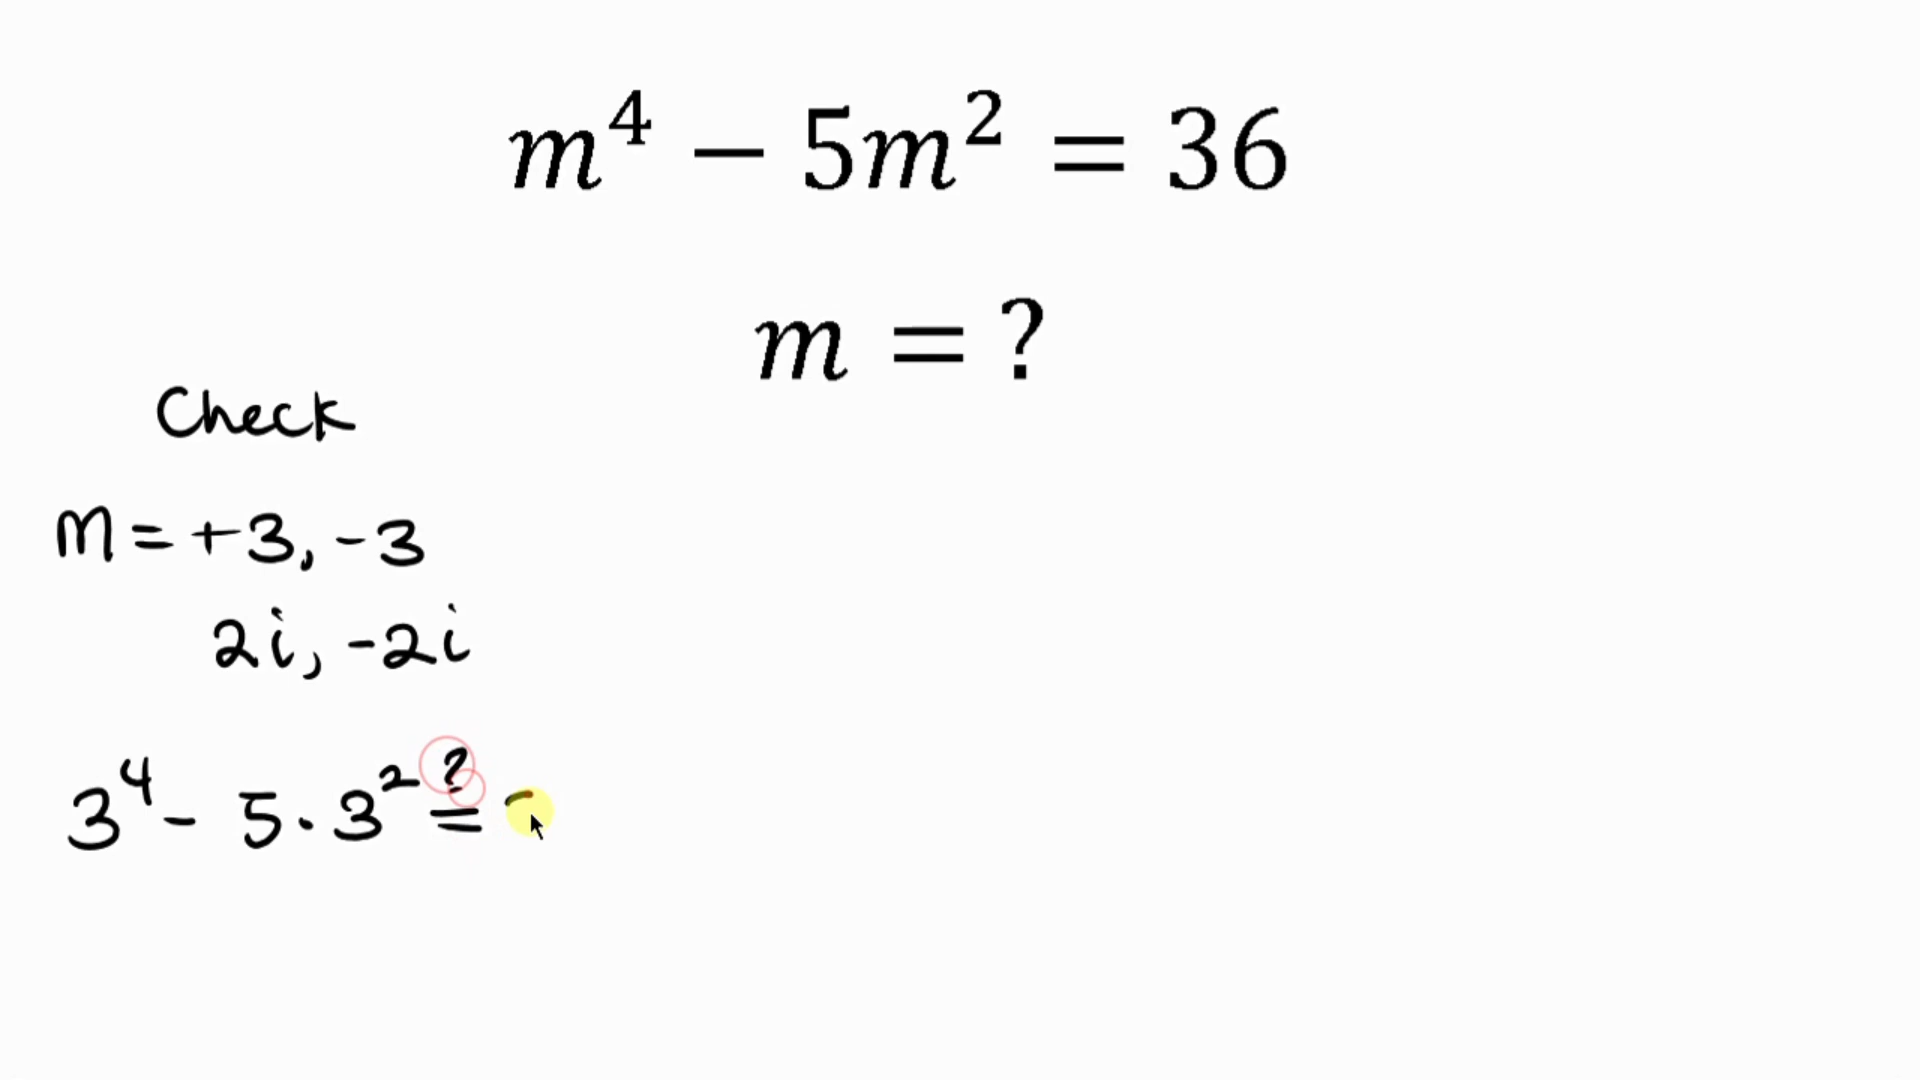 m⁴ − 5m² = 36
m = ?
Check
m = +3, -3
2i, -2i
3⁴ - 5 · 3² ≟